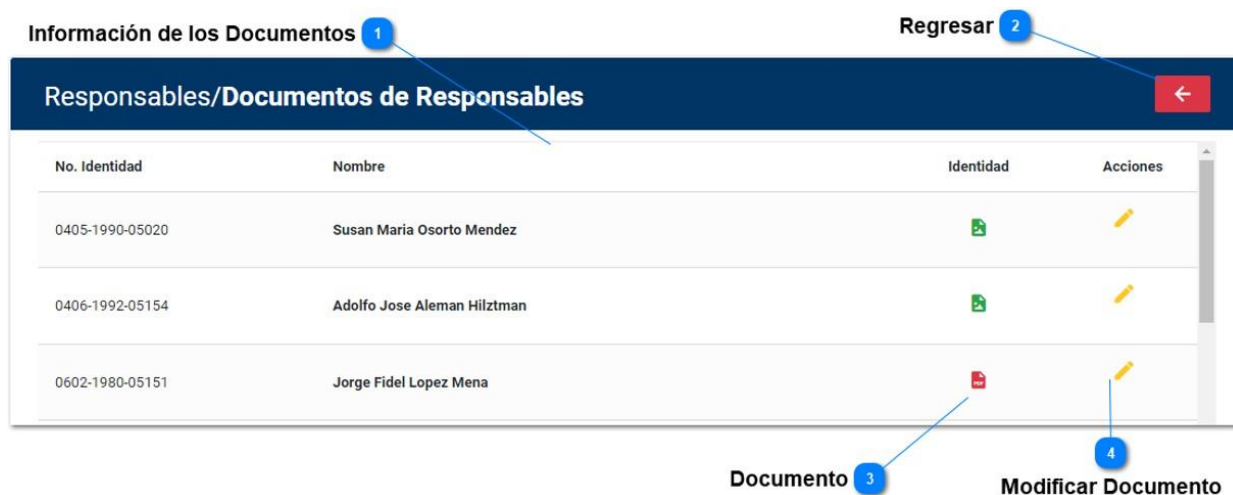 Información de los Documentos 1
Regresar 2
Responsables/Documentos de Responsables
No. Identidad Nombre Identidad Acciones
0405-1990-05020 Susan Maria Osorto Mendez
0406-1992-05154 Adolfo Jose Aleman Hilztman
0602-1980-05151 Jorge Fidel Lopez Mena PDF
Documento 3
4
Modificar Documento